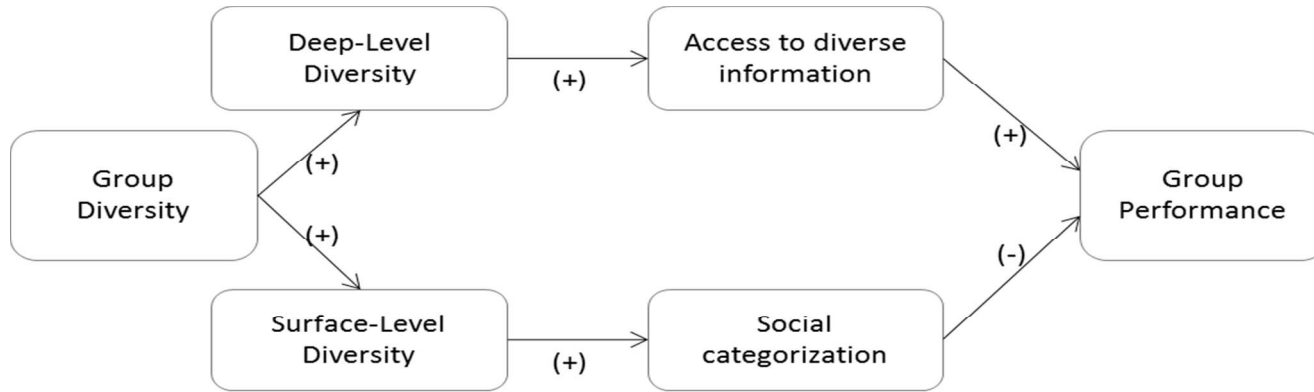 Deep-Level
Diversity
(+)
Access to diverse
information
(+)
(+)
Group
Diversity
Group
Performance
(+)
(-)
Surface-Level
Diversity
(+)
Social
categorization